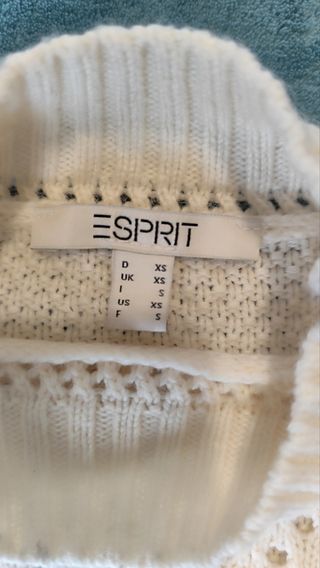 ESPRIT
D XS
UK XS
I S
US XS
F S